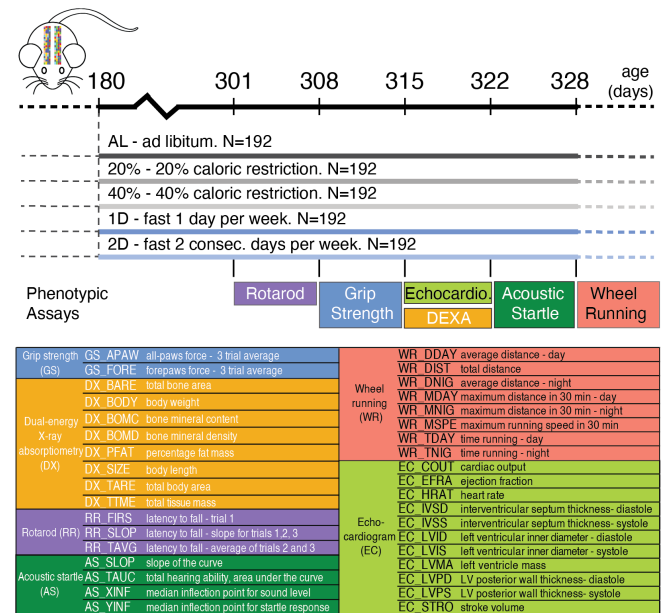 180 301 308 315 322 328 age
(days)
AL - ad libitum. N=192
20% - 20% caloric restriction. N=192
40% - 40% caloric restriction. N=192
1D - fast 1 day per week. N=192
2D - fast 2 consec. days per week. N=192
Phenotypic
Assays
Rotarod
Grip
Strength
Echocardio.
DEXA
Acoustic
Startle
Wheel
Running
Grip strength
(GS)
GS_APAW all-paws force - 3 trial average
GS_FORE forepaws force - 3 trial average
Dual-energy
X-ray
absorptiometry
(DX)
DX_BARE total bone area
DX_BODY body weight
DX_BOMC bone mineral content
DX_BOMD bone mineral density
DX_PFAT percentage fat mass
DX_SIZE body length
DX_TARE total body area
DX_TTME total tissue mass
Rotarod (RR)
RR_FIRS latency to fall - trial 1
RR_SLOP latency to fall - slope for trials 1,2, 3
RR_TAVG latency to fall - average of trials 2 and 3
Acoustic startle
(AS)
AS_SLOP slope of the curve
AS_TAUC total hearing ability, area under the curve
AS_XINF median inflection point for sound level
AS_YINF median inflection point for startle response
Wheel
running
(WR)
WR_DDAY average distance - day
WR_DIST total distance
WR_DNIG average distance - night
WR_MDAY maximum distance in 30 min - day
WR_MNIG maximum distance in 30 min - night
WR_MSPE maximum running speed in 30 min
WR_TDAY time running - day
WR_TNIG time running - night
Echo-
cardiogram
(EC)
EC_COUT cardiac output
EC_EFRA ejection fraction
EC_HRAT heart rate
EC_IVSD interventricular septum thickness- diastole
EC_IVSS interventricular septum thickness - systole
EC_LVID left ventricular inner diameter - diastole
EC_LVIS left ventricular inner diameter - systole
EC_LVMA left ventricle mass
EC_LVPD LV posterior wall thickness- diastole
EC_LVPS LV posterior wall thickness - systole
EC_STRO stroke volume